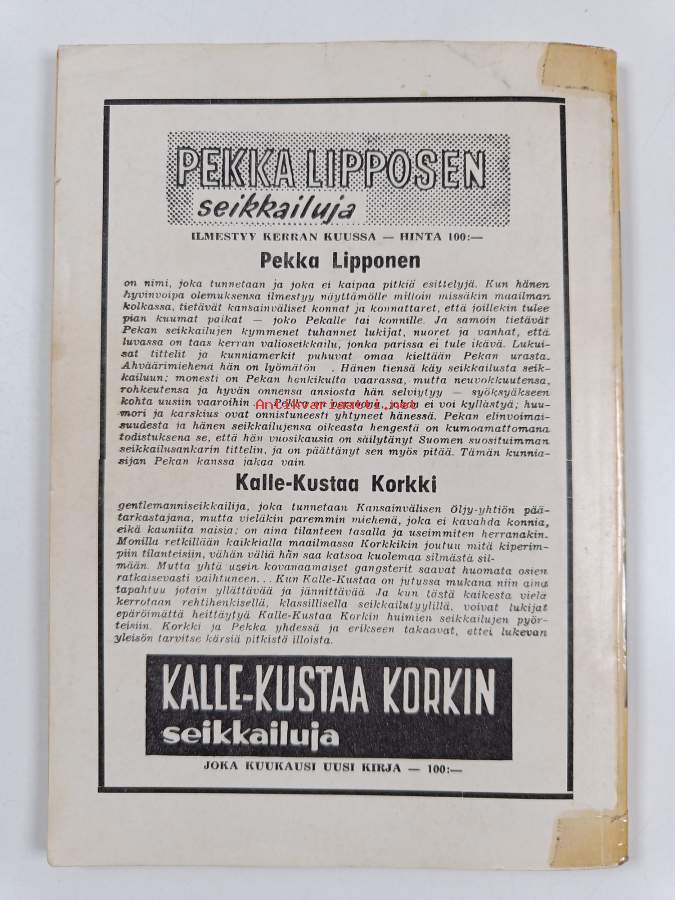 PEKKA LIPPOSEN
seikkailuja
ILMESTYY KERRAN KUUSSA — HINTA 100:—
Pekka Lipponen
on nimi, joka tunnetaan ja joka ei kaipaa pitkiä esittelyjä. Kun hänen
hyvinvoipa olemuksensa ilmestyy näyttämölle milloin missäkin maailman
kolkassa, tietävät kansainväliset konnat ja konnattaret, että joillekin tulee
pian kuumat paikat — joko Pekalle tai konnille. Ja samoin tietävät
Pekan seikkailujen kymmenet tuhannet lukijat, nuoret ja vanhat, että
luvassa on taas kerran valioseikkailu, jonka parissa ei tule ikävä. Lukui-
sat tittelit ja kunniamerkit puhuvat omaa kieltään Pekan urasta.
Ahväärimiehenä hän on lyömätön . Hänen tiensä käy seikkailusta seik-
kailuun; monesti on Pekan henkikulta vaarassa, mutta neuvokkuutensa,
rohkeutensa ja hyvän onnensa ansiosta hän selviytyy — syöksyäkseen
kohta uusiin vaaroihin Pekka on sankari, johon ei voi kyllästyä; huu-
mori ja karskius ovat onnistuneesti yhtyneet hänessä. Pekan elinvoimai-
suudesta ja hänen seikkailujensa oikeasta hengestä on kumoamattomana
todistuksena se, että hän vuosikausia on säilytänyt Suomen suosituimman
seikkailusankarin tittelin, ja on päättänyt sen myös pitää. Tämän kunnia-
sijan Pekan kanssa jakaa vain
Antikvariaatti.net
Kalle-Kustaa Korkki
gentlemanniseikkailija, joka tunnetaan Kansainvälisen Öljy-yhtiön pää-
tarkastajana, mutta vieläkin paremmin miehenä, joka ei kavahda konnia,
eikä kauniita naisia; on aina tilanteen tasalla ja useimmiten herranakin.
Monilla retkillään kaikkialla maailmassa Korkkikin joutuu mitä kiperim-
piin tilanteisiin, vähän väliä hän saa katsoa kuolemaa silmästä sil-
mään. Mutta yhtä usein kovanaamaiset gangsterit saavat huomata osien
ratkaisevasti vaihtuneen... Kun Kalle-Kustaa on jutussa mukana niin aina
tapahtuu jotain yllättävää ja jännittävää Ja kun tästä kaikesta vielä
kerrotaan rehtihenkisellä, klassillisella seikkailutyylillä, voivat lukijat
epäröimättä heittäytyä Kalle-Kustaa Korkin huimien seikkailujen pyör-
teisiin. Korkki ja Pekka yhdessä ja erikseen takaavat, ettei lukevan
yleisön tarvitse kärsiä pitkistä illoista.
KALLE-KUSTAA KORKIN
seikkailuja
JOKA KUUKAUSI UUSI KIRJA — 100:—